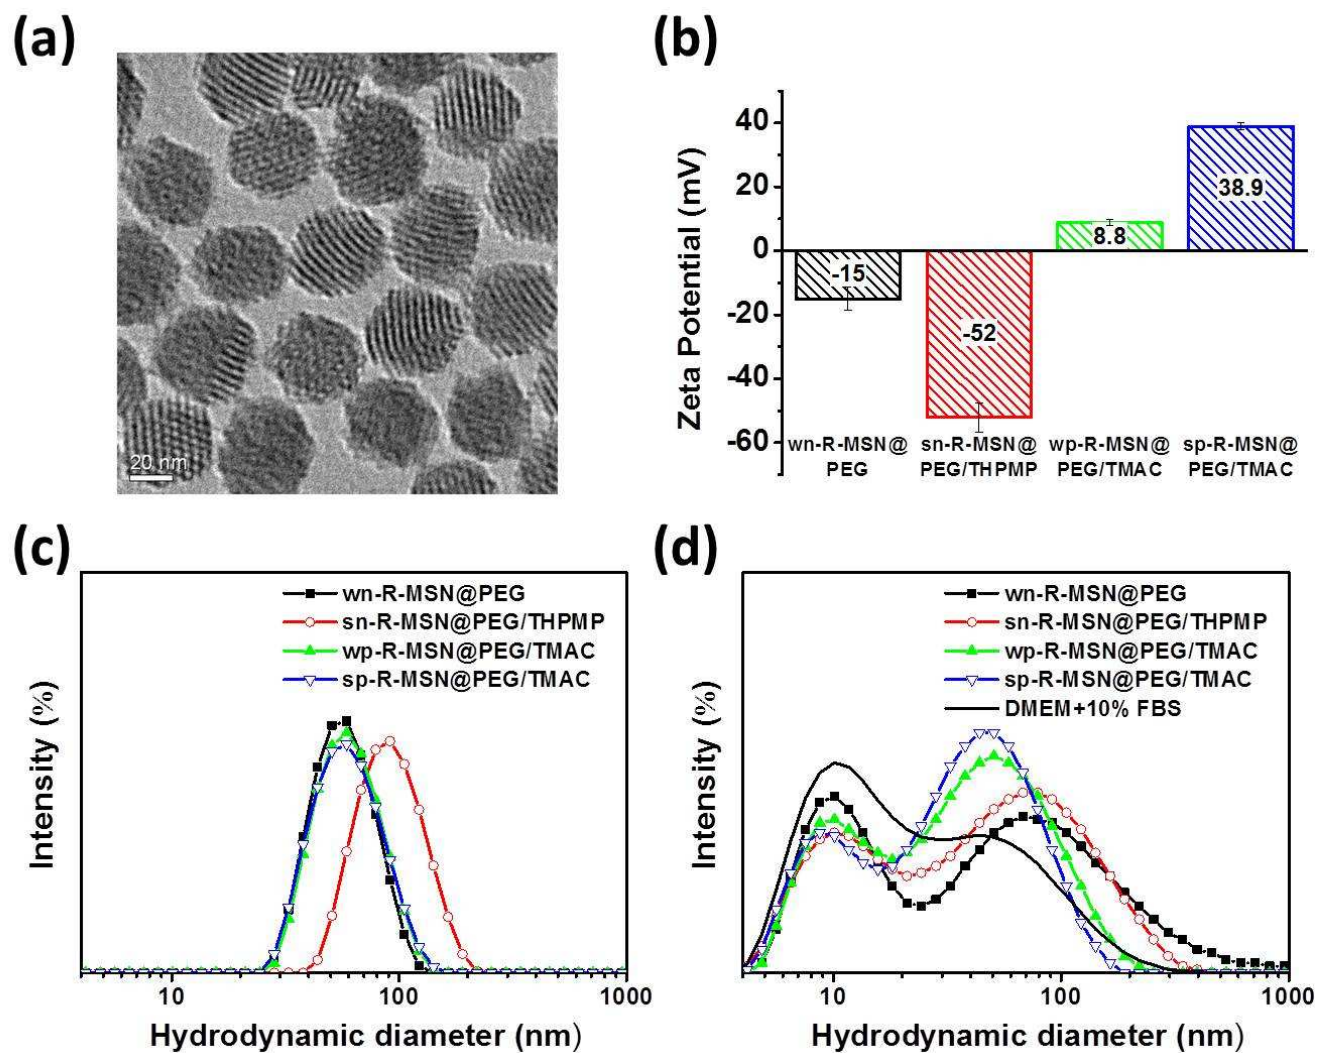 (a)
20 nm
(b)
Zeta Potential (mV)
40
20
0
-20
-40
-60
-15
-52
8.8
38.9
wn-R-MSN@
PEG
sn-R-MSN@
PEG/THPMP
wp-R-MSN@
PEG/TMAC
sp-R-MSN@
PEG/TMAC
(c)
Intensity (%)
wn-R-MSN@PEG
sn-R-MSN@PEG/THPMP
wp-R-MSN@PEG/TMAC
sp-R-MSN@PEG/TMAC
10
100
1000
Hydrodynamic diameter (nm)
(d)
Intensity (%)
wn-R-MSN@PEG
sn-R-MSN@PEG/THPMP
wp-R-MSN@PEG/TMAC
sp-R-MSN@PEG/TMAC
DMEM+10% FBS
10
100
1000
Hydrodynamic diameter (nm)